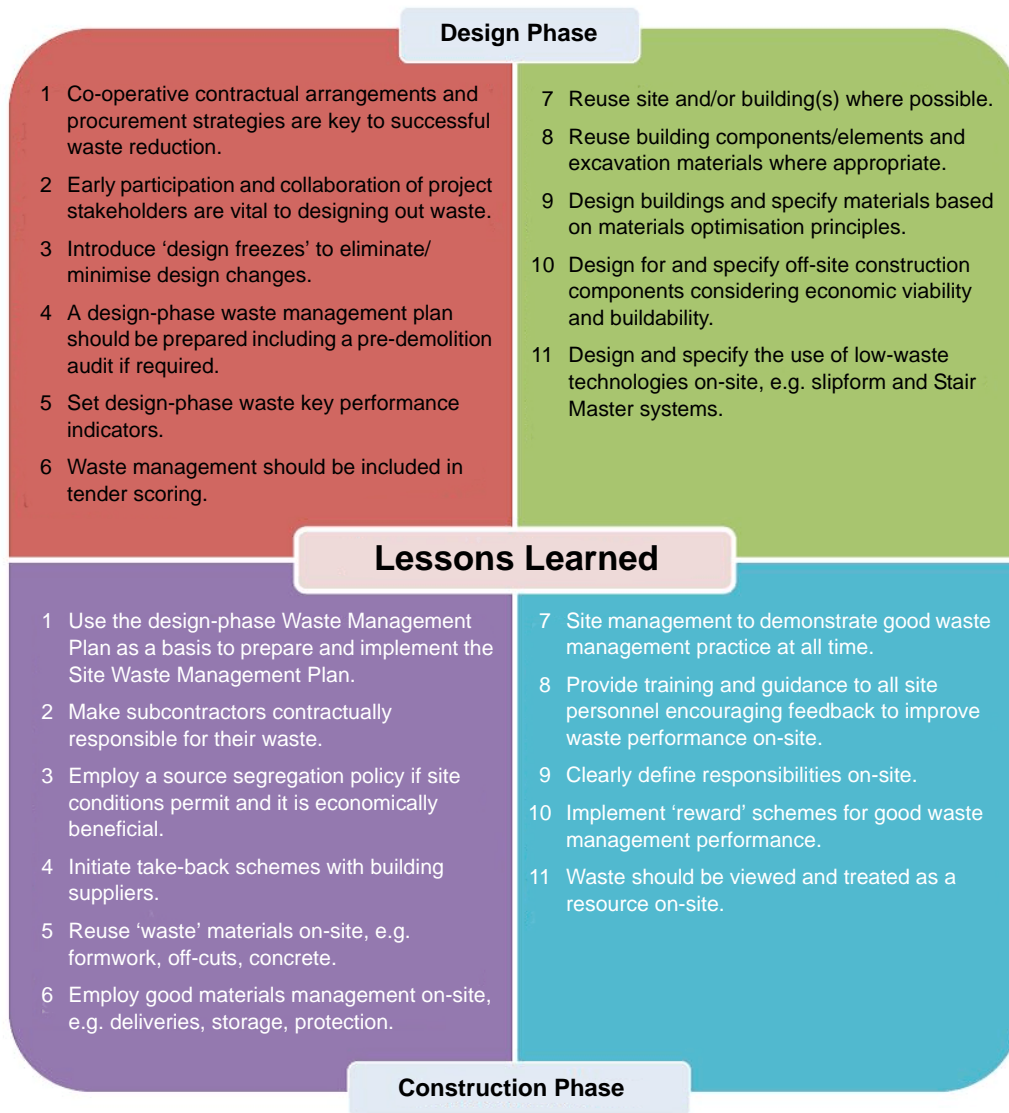 Design Phase
1 Co-operative contractual arrangements and
procurement strategies are key to successful
waste reduction.
2 Early participation and collaboration of project
stakeholders are vital to designing out waste.
3 Introduce ‘design freezes’ to eliminate/
minimise design changes.
4 A design-phase waste management plan
should be prepared including a pre-demolition
audit if required.
5 Set design-phase waste key performance
indicators.
6 Waste management should be included in
tender scoring.
7 Reuse site and/or building(s) where possible.
8 Reuse building components/elements and
excavation materials where appropriate.
9 Design buildings and specify materials based
on materials optimisation principles.
10 Design for and specify off-site construction
components considering economic viability
and buildability.
11 Design and specify the use of low-waste
technologies on-site, e.g. slipform and Stair
Master systems.
Lessons Learned
1 Use the design-phase Waste Management
Plan as a basis to prepare and implement the
Site Waste Management Plan.
2 Make subcontractors contractually
responsible for their waste.
3 Employ a source segregation policy if site
conditions permit and it is economically
beneficial.
4 Initiate take-back schemes with building
suppliers.
5 Reuse ‘waste’ materials on-site, e.g.
formwork, off-cuts, concrete.
6 Employ good materials management on-site,
e.g. deliveries, storage, protection.
7 Site management to demonstrate good waste
management practice at all time.
8 Provide training and guidance to all site
personnel encouraging feedback to improve
waste performance on-site.
9 Clearly define responsibilities on-site.
10 Implement ‘reward’ schemes for good waste
management performance.
11 Waste should be viewed and treated as a
resource on-site.
Construction Phase